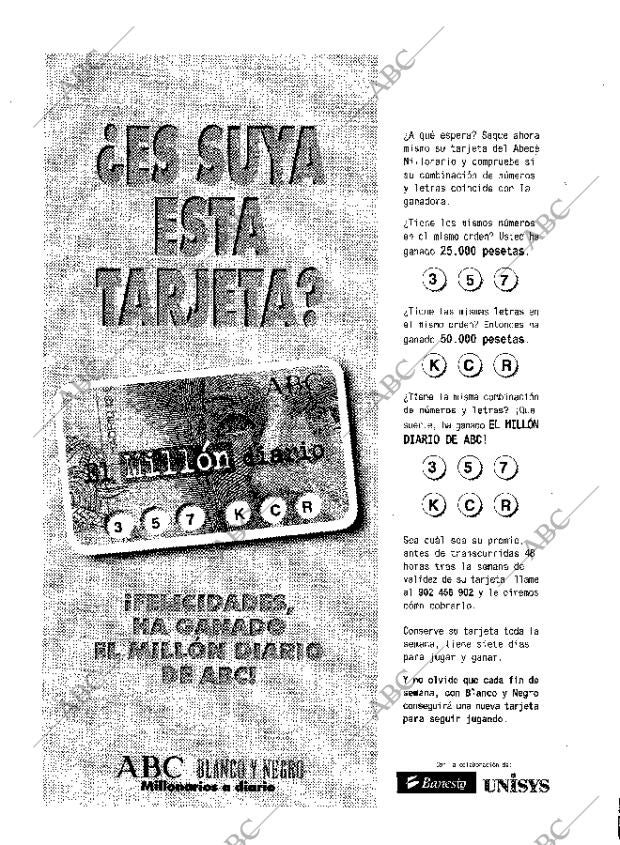 ¿ES SUYA
ESTA
TARJETA?
ABC
El millón diario
3 5 7 K C R
¡FELICIDADES,
HA GANADO
EL MILLÓN DIARIO
DE ABC!
ABC BLANCO Y NEGRO
Millonarios a diario
¿A qué espera? Saque ahora
mismo su tarjeta del Abecé
Millonario y compruebe si
su combinación de números
y letras coincide con la
ganadora.
¿Tiene los mismos números
en el mismo orden? Usted ha
ganado 25.000 pesetas.
3 5 7
¿Tiene las mismas letras en
el mismo orden? Entonces ha
ganado 50.000 pesetas.
K C R
¿Tiene la misma combinación
de números y letras? ¡Qué
suerte, ha ganado EL MILLÓN
DIARIO DE ABC!
3 5 7
K C R
Sea cuál sea su premio,
antes de transcurridas 48
horas tras la semana de
validez de su tarjeta llame
al 902 456 902 y le diremos
cómo cobrarlo.
Conserve su tarjeta toda la
semana, tiene siete días
para jugar y ganar.
Y no olvide que cada fin de
semana, con Blanco y Negro
conseguirá una nueva tarjeta
para seguir jugando.
Con la colaboración de:
Banesto UNISYS